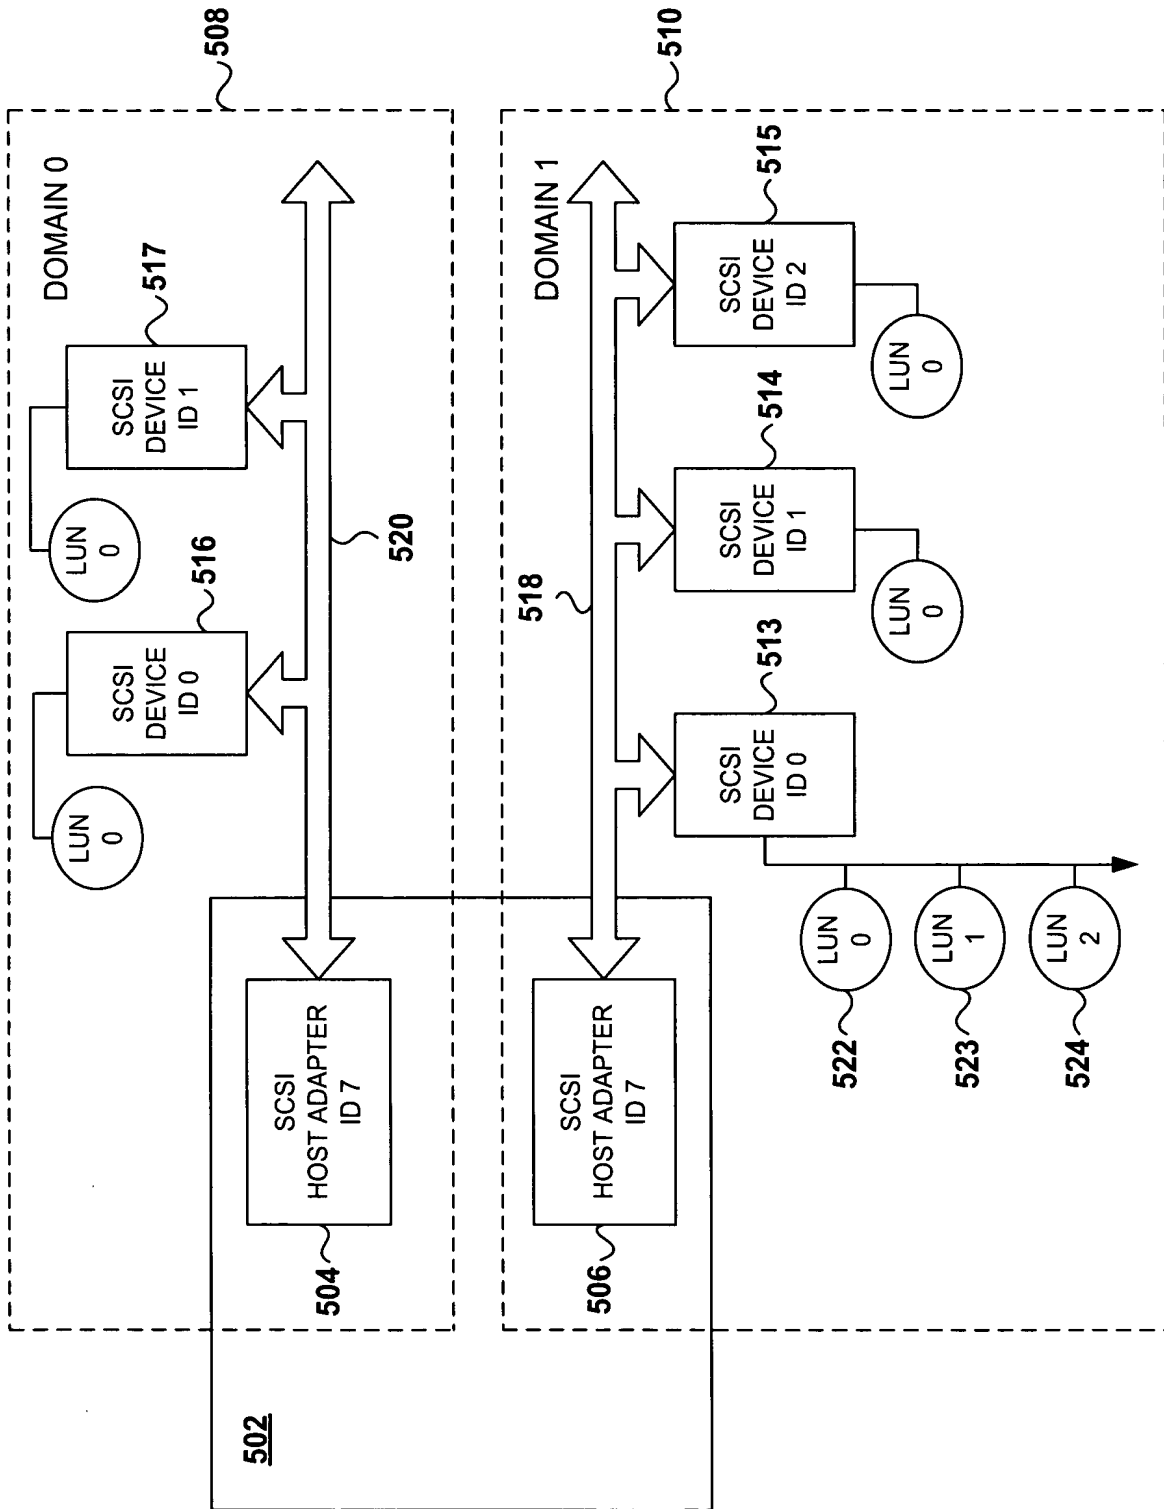 508
DOMAIN 0
517
SCSI
DEVICE
ID 1
LUN
0
516
SCSI
DEVICE
ID 0
LUN
0
520
SCSI
HOST ADAPTER
ID 7
504
510
DOMAIN 1
515
SCSI
DEVICE
ID 2
LUN
0
514
SCSI
DEVICE
ID 1
LUN
0
518
513
SCSI
DEVICE
ID 0
LUN
0
522
LUN
1
523
LUN
2
524
SCSI
HOST ADAPTER
ID 7
506
502